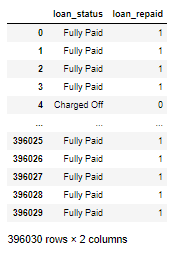 loan_status loan_repaid
0 Fully Paid 1
1 Fully Paid 1
2 Fully Paid 1
3 Fully Paid 1
4 Charged Off 0
... ... ...
396025 Fully Paid 1
396026 Fully Paid 1
396027 Fully Paid 1
396028 Fully Paid 1
396029 Fully Paid 1
396030 rows × 2 columns